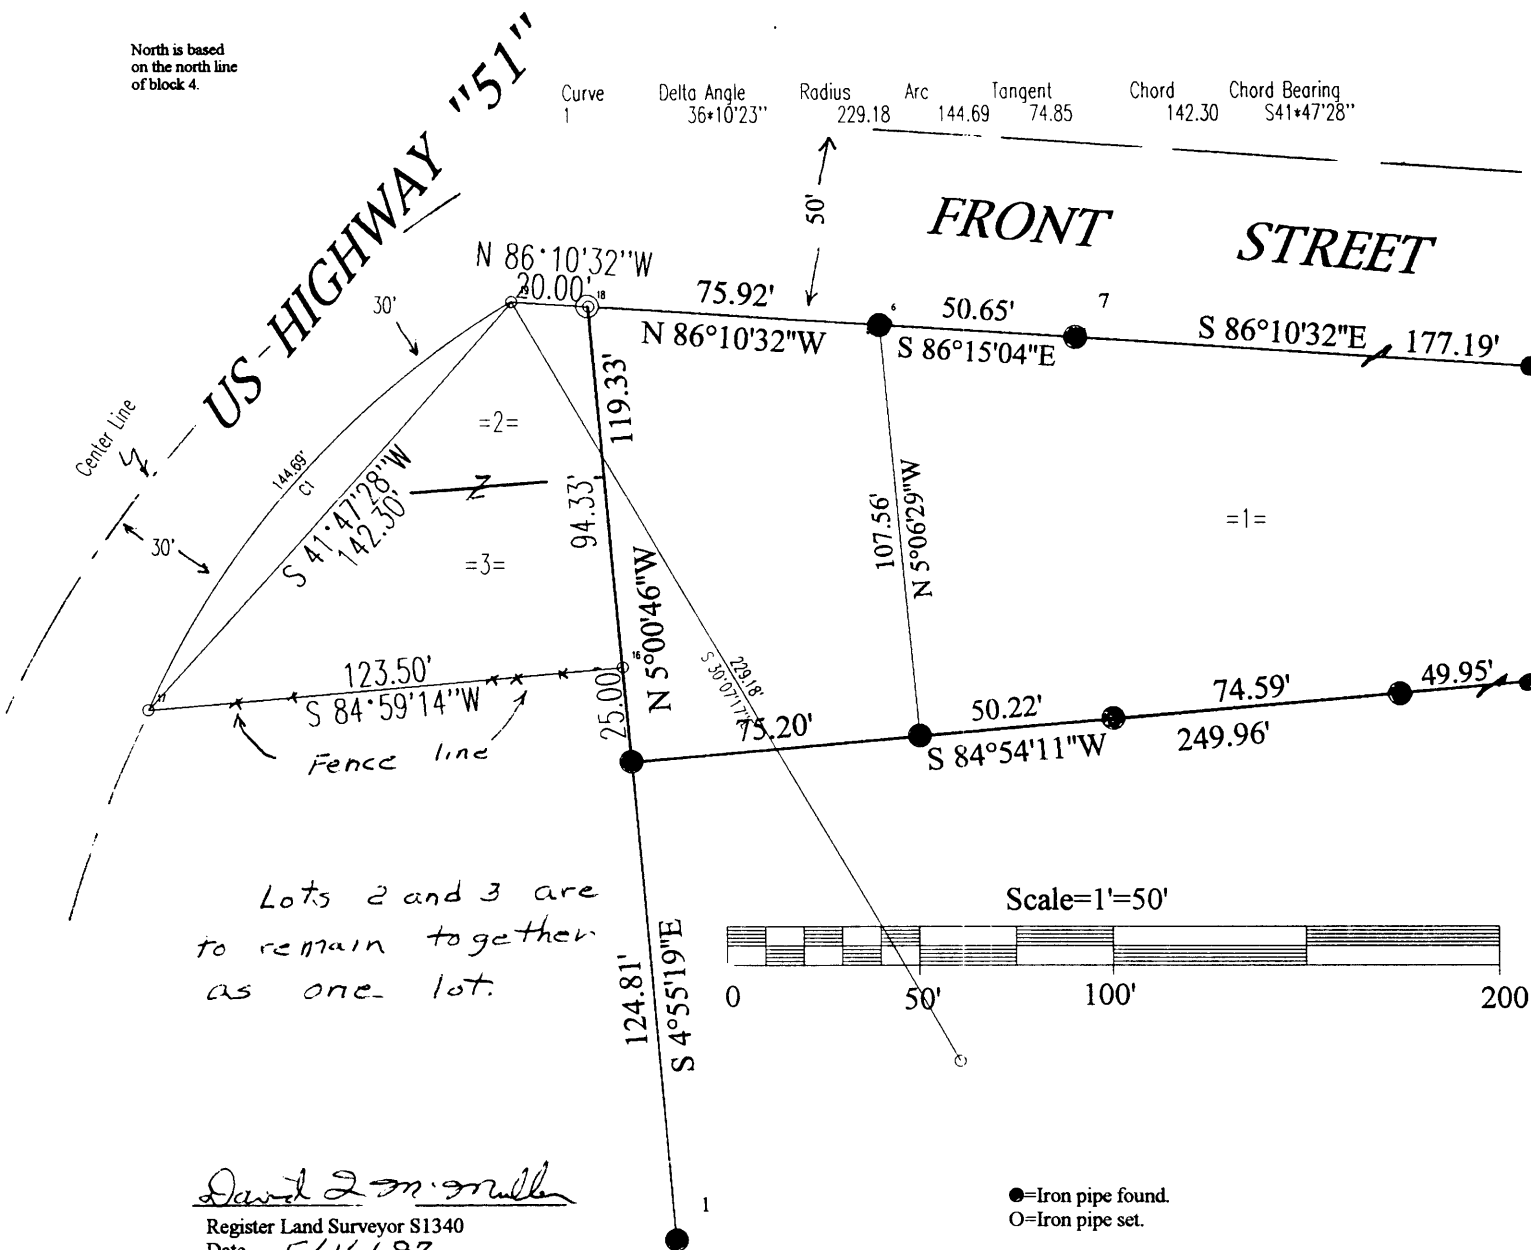 North is based
on the north line
of block 4.
US-HIGHWAY "51"
Curve Delta Angle Radius Arc Tangent Chord Chord Bearing
1 36*10'23" 229.18 144.69 74.85 142.30 S41*47'28"
50'
FRONT STREET
N 86°10'32"W
20.00'
19
18
75.92'
N 86°10'32"W
6
50.65'
S 86°15'04"E
7
S 86°10'32"E
177.19'
30'
Center Line
30'
144.69'
C1
S 41°47'28"W
142.30'
=2=
=3=
119.33'
94.33'
N 5°00'46"W
107.56'
N 5°06'29"W
=1=
16
17
123.50'
S 84°59'14"W
Fence line
25.00
229.18'
75.20'
50.22'
S 84°54'11"W
74.59'
249.96'
49.95'
Lots 2 and 3 are
to remain together
as one lot.
124.81'
S 4°55'19"E
Scale=1'=50'
0 50' 100' 200
1
Register Land Surveyor S1340
Date
●=Iron pipe found.
O=Iron pipe set.